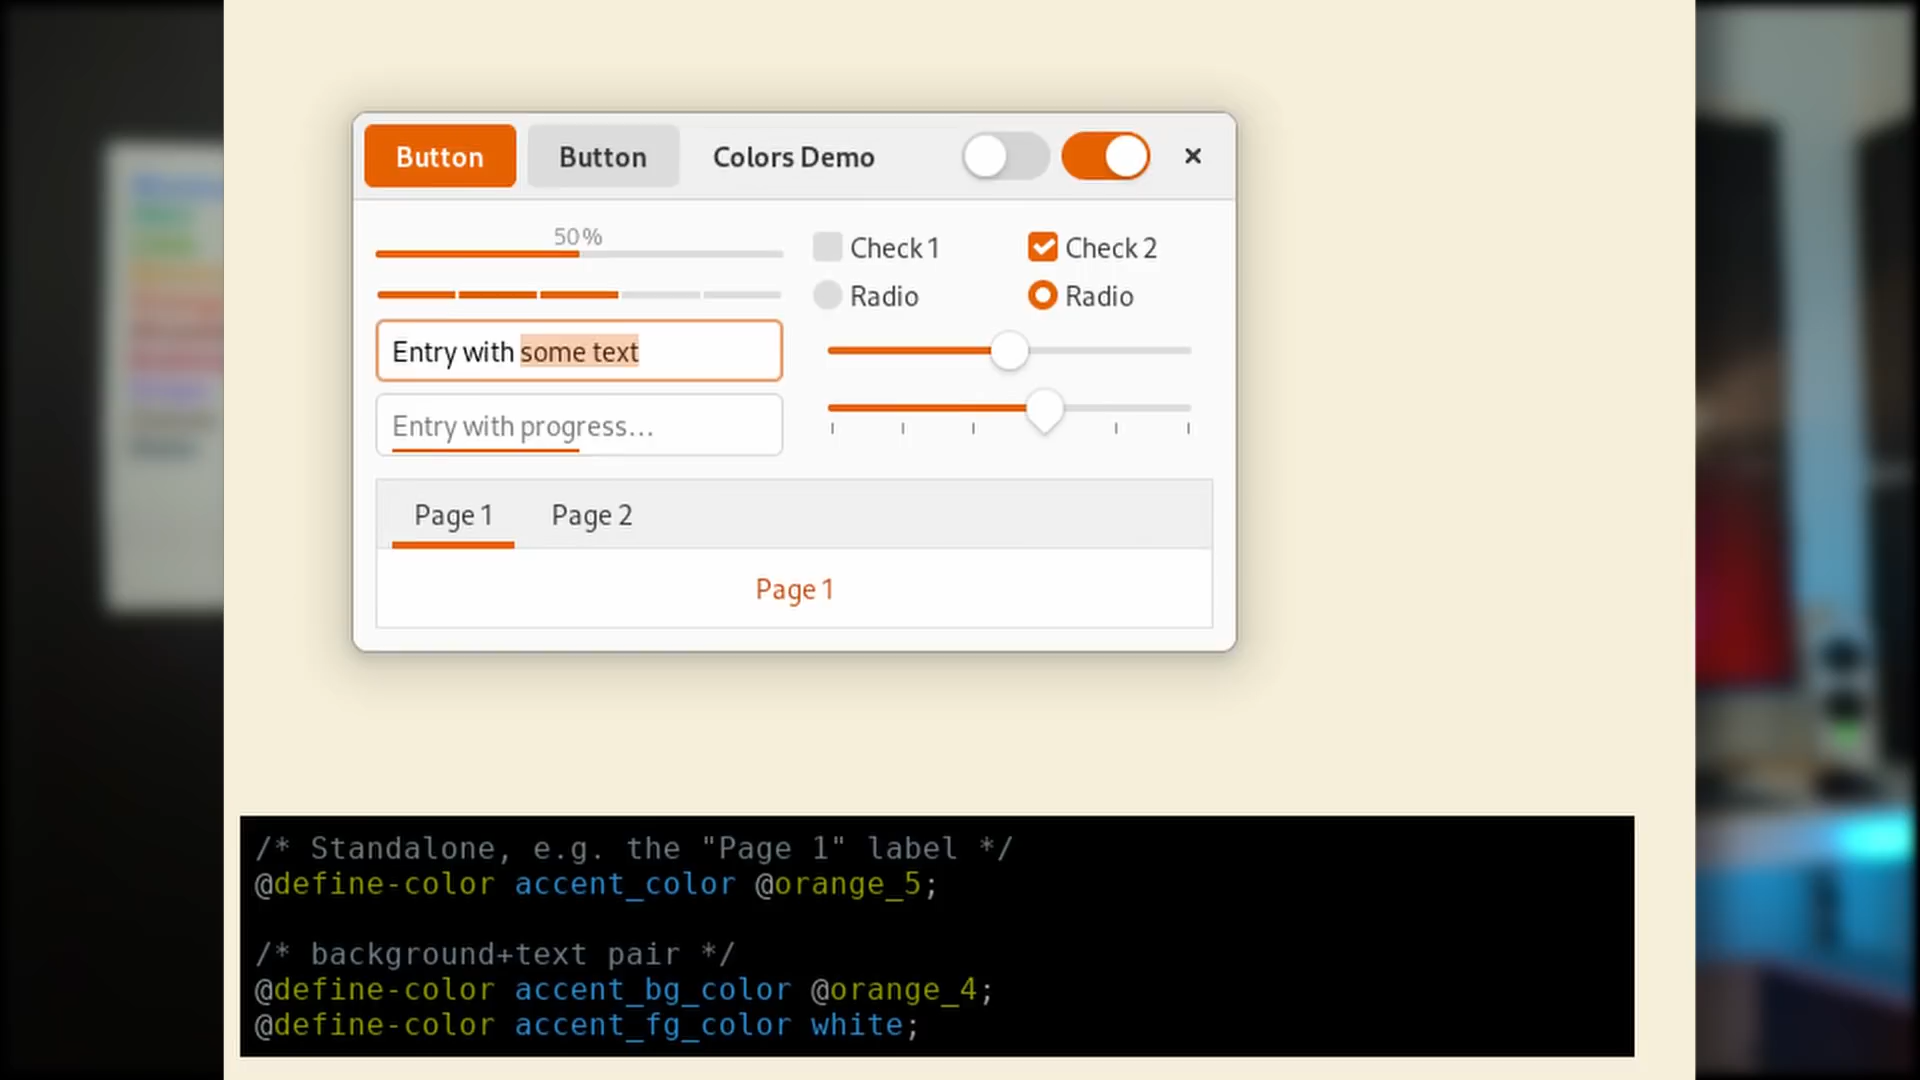 Button Button Colors Demo ×
50%
Check 1 Check 2
Radio Radio
Entry with some text
Entry with progress...
Page 1 Page 2
Page 1
/* Standalone, e.g. the "Page 1" label */
@define-color accent_color @orange_5;
/* background+text pair */
@define-color accent_bg_color @orange_4;
@define-color accent_fg_color white;